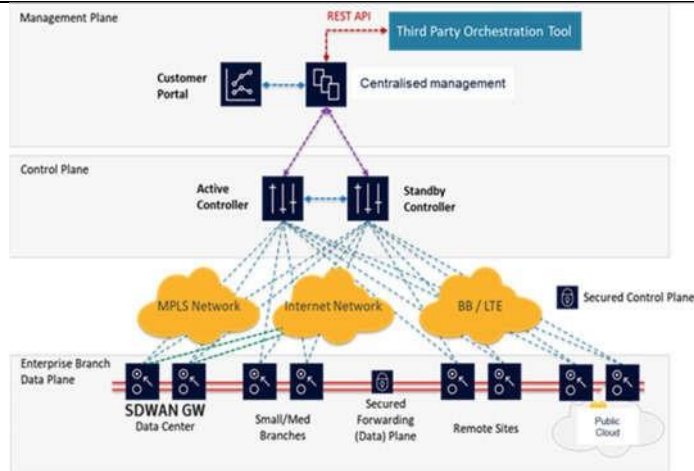 Management Plane
REST API
Third Party Orchestration Tool
Customer
Portal
Centralised management
Control Plane
Active
Controller
Standby
Controller
MPLS Network
Internet Network
BB / LTE
Secured Control Plane
Enterprise Branch
Data Plane
SDWAN GW
Data Center
Small/Med
Branches
Secured
Forwarding
(Data) Plane
Remote Sites
Public
Cloud